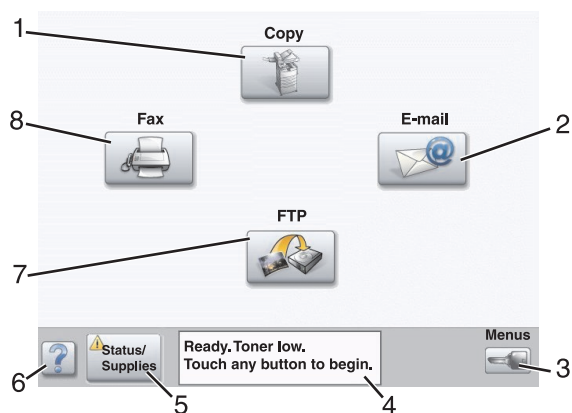 1
Copy
8
Fax
E-mail
2
FTP
7
Menus
Status/
Supplies
Ready. Toner low.
Touch any button to begin.
?
6
5
4
3
@